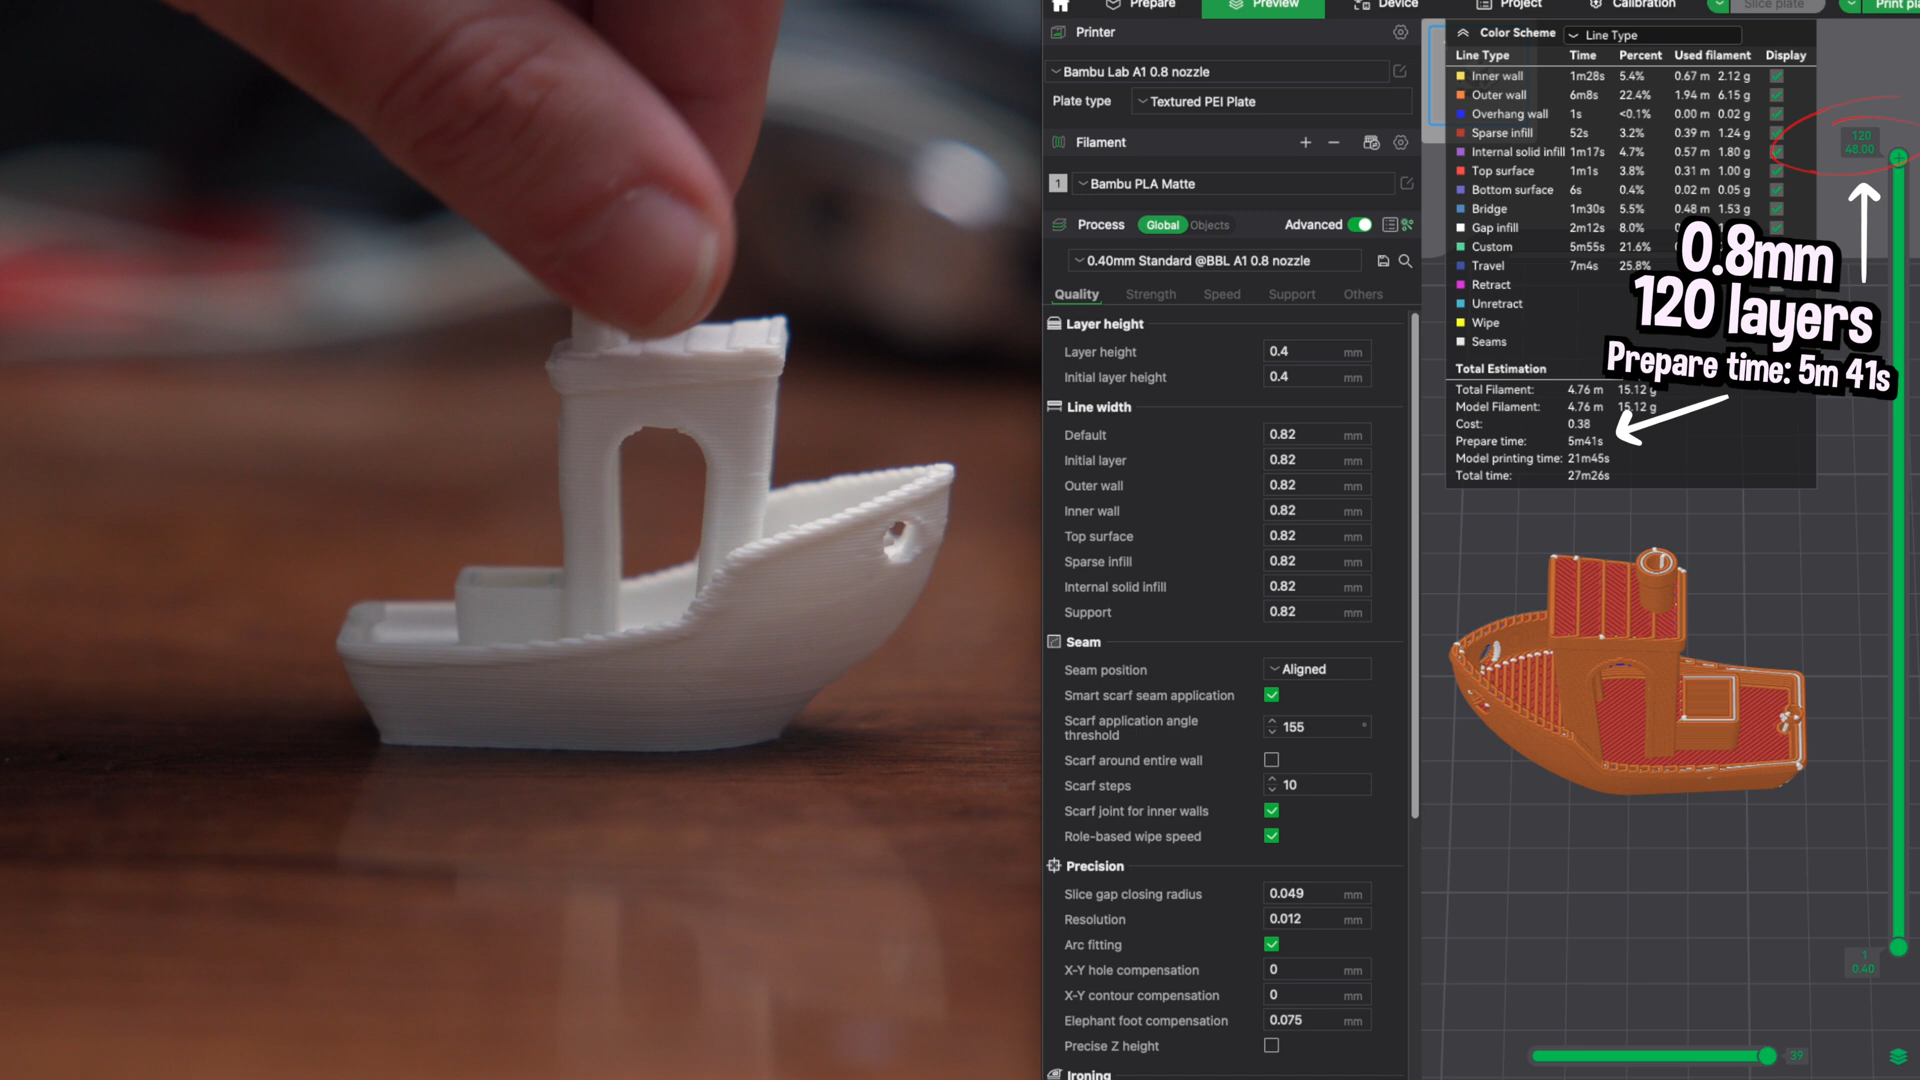 Prepare
Preview
Device
Project
Calibration
Slice plate
Printer
Bambu Lab A1 0.8 nozzle
Plate type
Textured PEI Plate
Filament
1
Bambu PLA Matte
Process
Global
Objects
Advanced
0.40mm Standard @BBL A1 0.8 nozzle
Quality
Strength
Speed
Support
Others
Layer height
Layer height 0.4 mm
Initial layer height 0.4 mm
Line width
Default 0.82 mm
Initial layer 0.82 mm
Outer wall 0.82 mm
Inner wall 0.82 mm
Top surface 0.82 mm
Sparse infill 0.82 mm
Internal solid infill 0.82 mm
Support 0.82 mm
Seam
Seam position Aligned
Smart scarf seam application
Scarf application angle
threshold
155 °
Scarf around entire wall
Scarf steps 10
Scarf joint for inner walls
Role-based wipe speed
Precision
Slice gap closing radius 0.049 mm
Resolution 0.012 mm
Arc fitting
X-Y hole compensation 0 mm
X-Y contour compensation 0 mm
Elephant foot compensation 0.075 mm
Precise Z height
Ironing
Color Scheme Line Type
Line Type Time Percent Used filament Display
Inner wall 1m28s 5.4% 0.67 m 2.12 g
Outer wall 6m8s 22.4% 1.94 m 6.15 g
Overhang wall 1s <0.1% 0.00 m 0.02 g
Sparse infill 52s 3.2% 0.39 m 1.24 g
Internal solid infill 1m17s 4.7% 0.57 m 1.80 g
Top surface 1m1s 3.8% 0.31 m 1.00 g
Bottom surface 6s 0.4% 0.02 m 0.05 g
Bridge 1m30s 5.5% 0.48 m 1.53 g
Gap infill 2m12s 8.0%
Custom 5m55s 21.6%
Travel 7m4s 25.8%
Retract
Unretract
Wipe
Seams
Total Estimation
Total Filament: 4.76 m 15.12 g
Model Filament: 4.76 m 15.12 g
Cost: 0.38
Prepare time: 5m41s
Model printing time: 21m45s
Total time: 27m26s
120
48.00
0.8mm
120 layers
Prepare time: 5m 41s
1
0.40
39